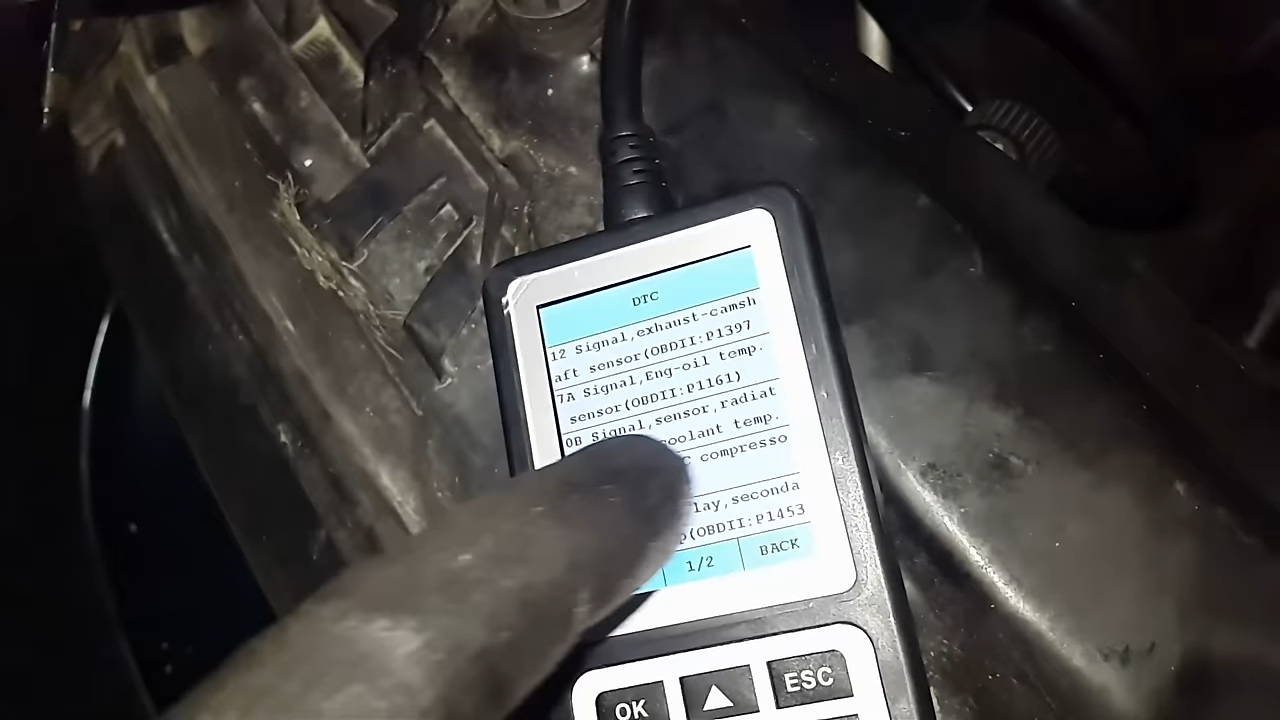 DTC
12 Signal,exhaust-camsh
aft sensor(OBDII:P1397
7A Signal,Eng-oil temp.
sensor(OBDII:P1161)
0B Signal,sensor,radiat
coolant temp.
compresso
lay,seconda
p(OBDII:P1453
1/2 BACK
OK ▲ ESC